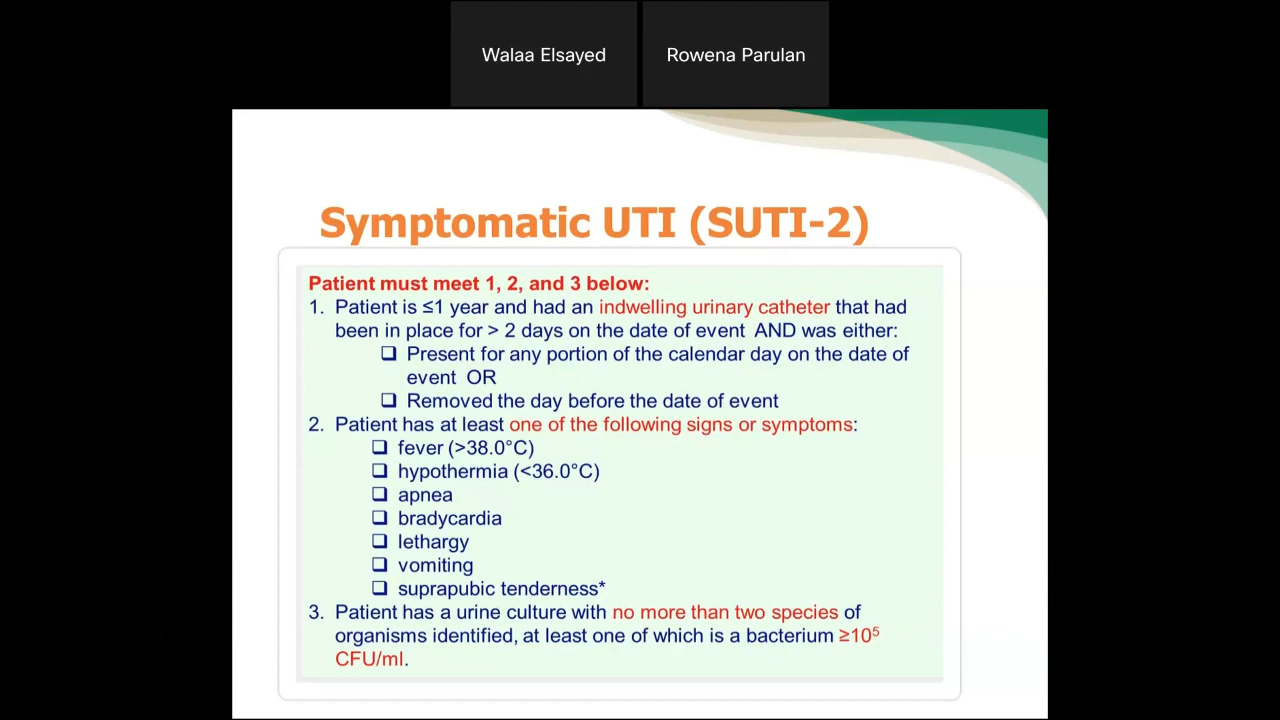 Walaa Elsayed
Rowena Parulan
Symptomatic UTI (SUTI-2)
Patient must meet 1, 2, and 3 below:
1. Patient is ≤1 year and had an indwelling urinary catheter that had
been in place for > 2 days on the date of event AND was either:
❑ Present for any portion of the calendar day on the date of
event OR
❑ Removed the day before the date of event
2. Patient has at least one of the following signs or symptoms:
❑ fever (>38.0°C)
❑ hypothermia (<36.0°C)
❑ apnea
❑ bradycardia
❑ lethargy
❑ vomiting
❑ suprapubic tenderness*
3. Patient has a urine culture with no more than two species of
organisms identified, at least one of which is a bacterium ≥10⁵
CFU/ml.